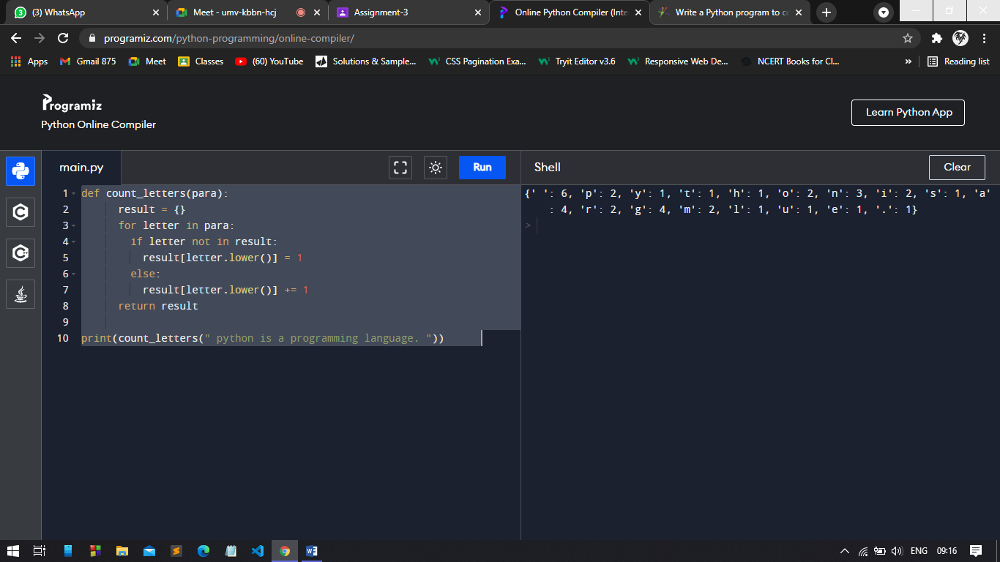 (3) WhatsApp
Meet - umv-kbbn-hcj
Assignment-3
Online Python Compiler (Inte
Write a Python program to co
programiz.com/python-programming/online-compiler/
Apps
Gmail 875
Meet
Classes
(60) YouTube
Solutions & Sample...
CSS Pagination Exa...
Tryit Editor v3.6
Responsive Web De...
NCERT Books for Cl...
»
Reading list
Programiz
Python Online Compiler
Learn Python App
main.py
Run
Shell
Clear
1 def count_letters(para):
2       result = {}
3       for letter in para:
4         if letter not in result:
5           result[letter.lower()] = 1
6         else:
7           result[letter.lower()] += 1
8       return result
9
10 print(count_letters(" python is a programming language. "))
{' ': 6, 'p': 2, 'y': 1, 't': 1, 'h': 1, 'o': 2, 'n': 3, 'i': 2, 's': 1, 'a'
: 4, 'r': 2, 'g': 4, 'm': 2, 'l': 1, 'u': 1, 'e': 1, '.': 1}
>
ENG
09:16